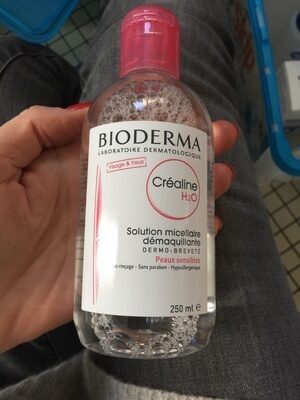 BIODERMA
LABORATOIRE DERMATOLOGIQUE
Visage & Yeux
Créaline
H2O
Solution micellaire
démaquillante
DERMO-BREVETÉ
Peaux sensibles
rinçage - Sans paraben - Hypoallergénique
250 ml e